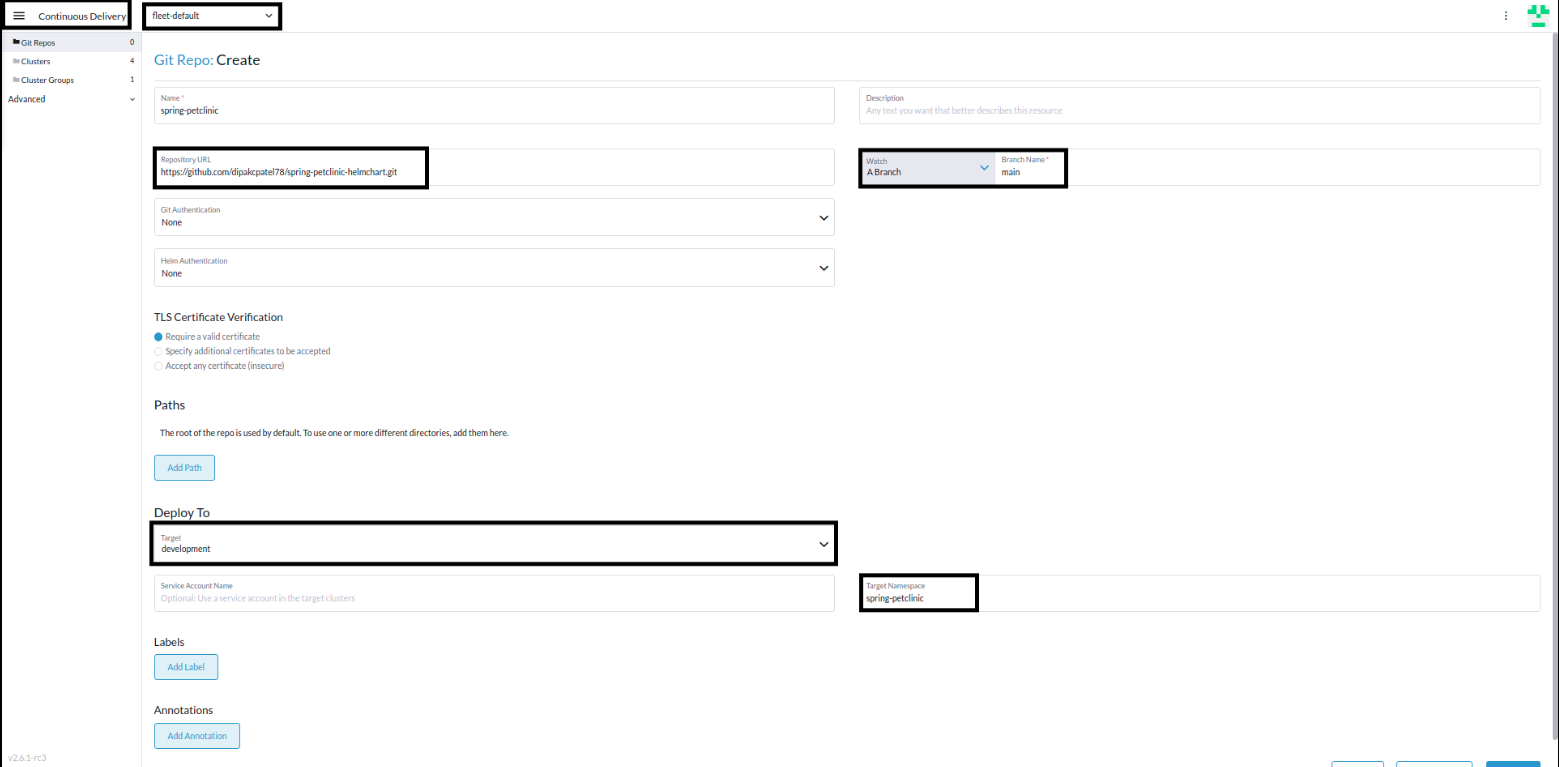 Continuous Delivery
fleet-default
Git Repos 0
Clusters 4
Cluster Groups 1
Advanced
Git Repo: Create
Name *
spring-petclinic
Description
Any text you want that better describes this resource
Repository URL
https://github.com/dipakcpatel78/spring-petclinic-helmchart.git
Watch
A Branch
Branch Name *
main
Git Authentication
None
Helm Authentication
None
TLS Certificate Verification
Require a valid certificate
Specify additional certificates to be accepted
Accept any certificate (insecure)
Paths
The root of the repo is used by default. To use one or more different directories, add them here.
Add Path
Deploy To
Target
development
Service Account Name
Optional: Use a service account in the target clusters
Target Namespace
spring-petclinic
Labels
Add Label
Annotations
Add Annotation
v2.6.1-rc3